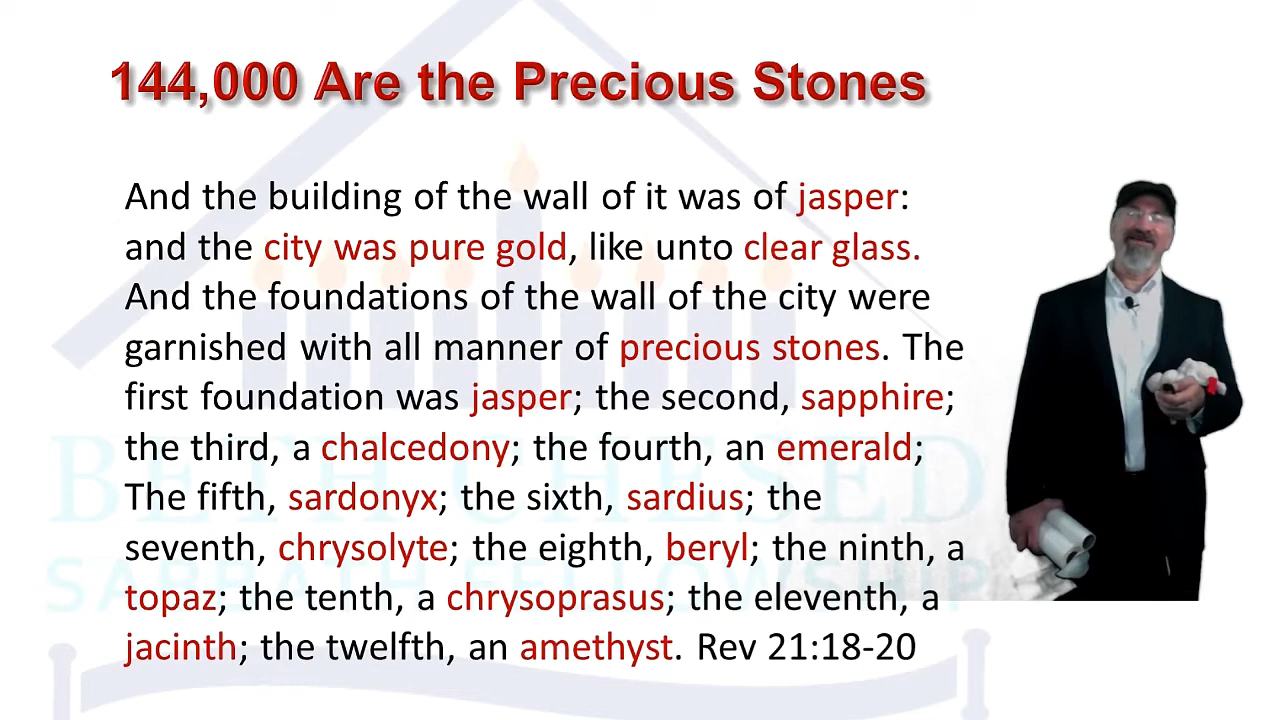 144,000 Are the Precious Stones
And the building of the wall of it was of jasper:
and the city was pure gold, like unto clear glass.
And the foundations of the wall of the city were
garnished with all manner of precious stones. The
first foundation was jasper; the second, sapphire;
the third, a chalcedony; the fourth, an emerald;
The fifth, sardonyx; the sixth, sardius; the
seventh, chrysolyte; the eighth, beryl; the ninth, a
topaz; the tenth, a chrysoprasus; the eleventh, a
jacinth; the twelfth, an amethyst. Rev 21:18-20
BETH CHESED
SABBATH FELLOWSHIP